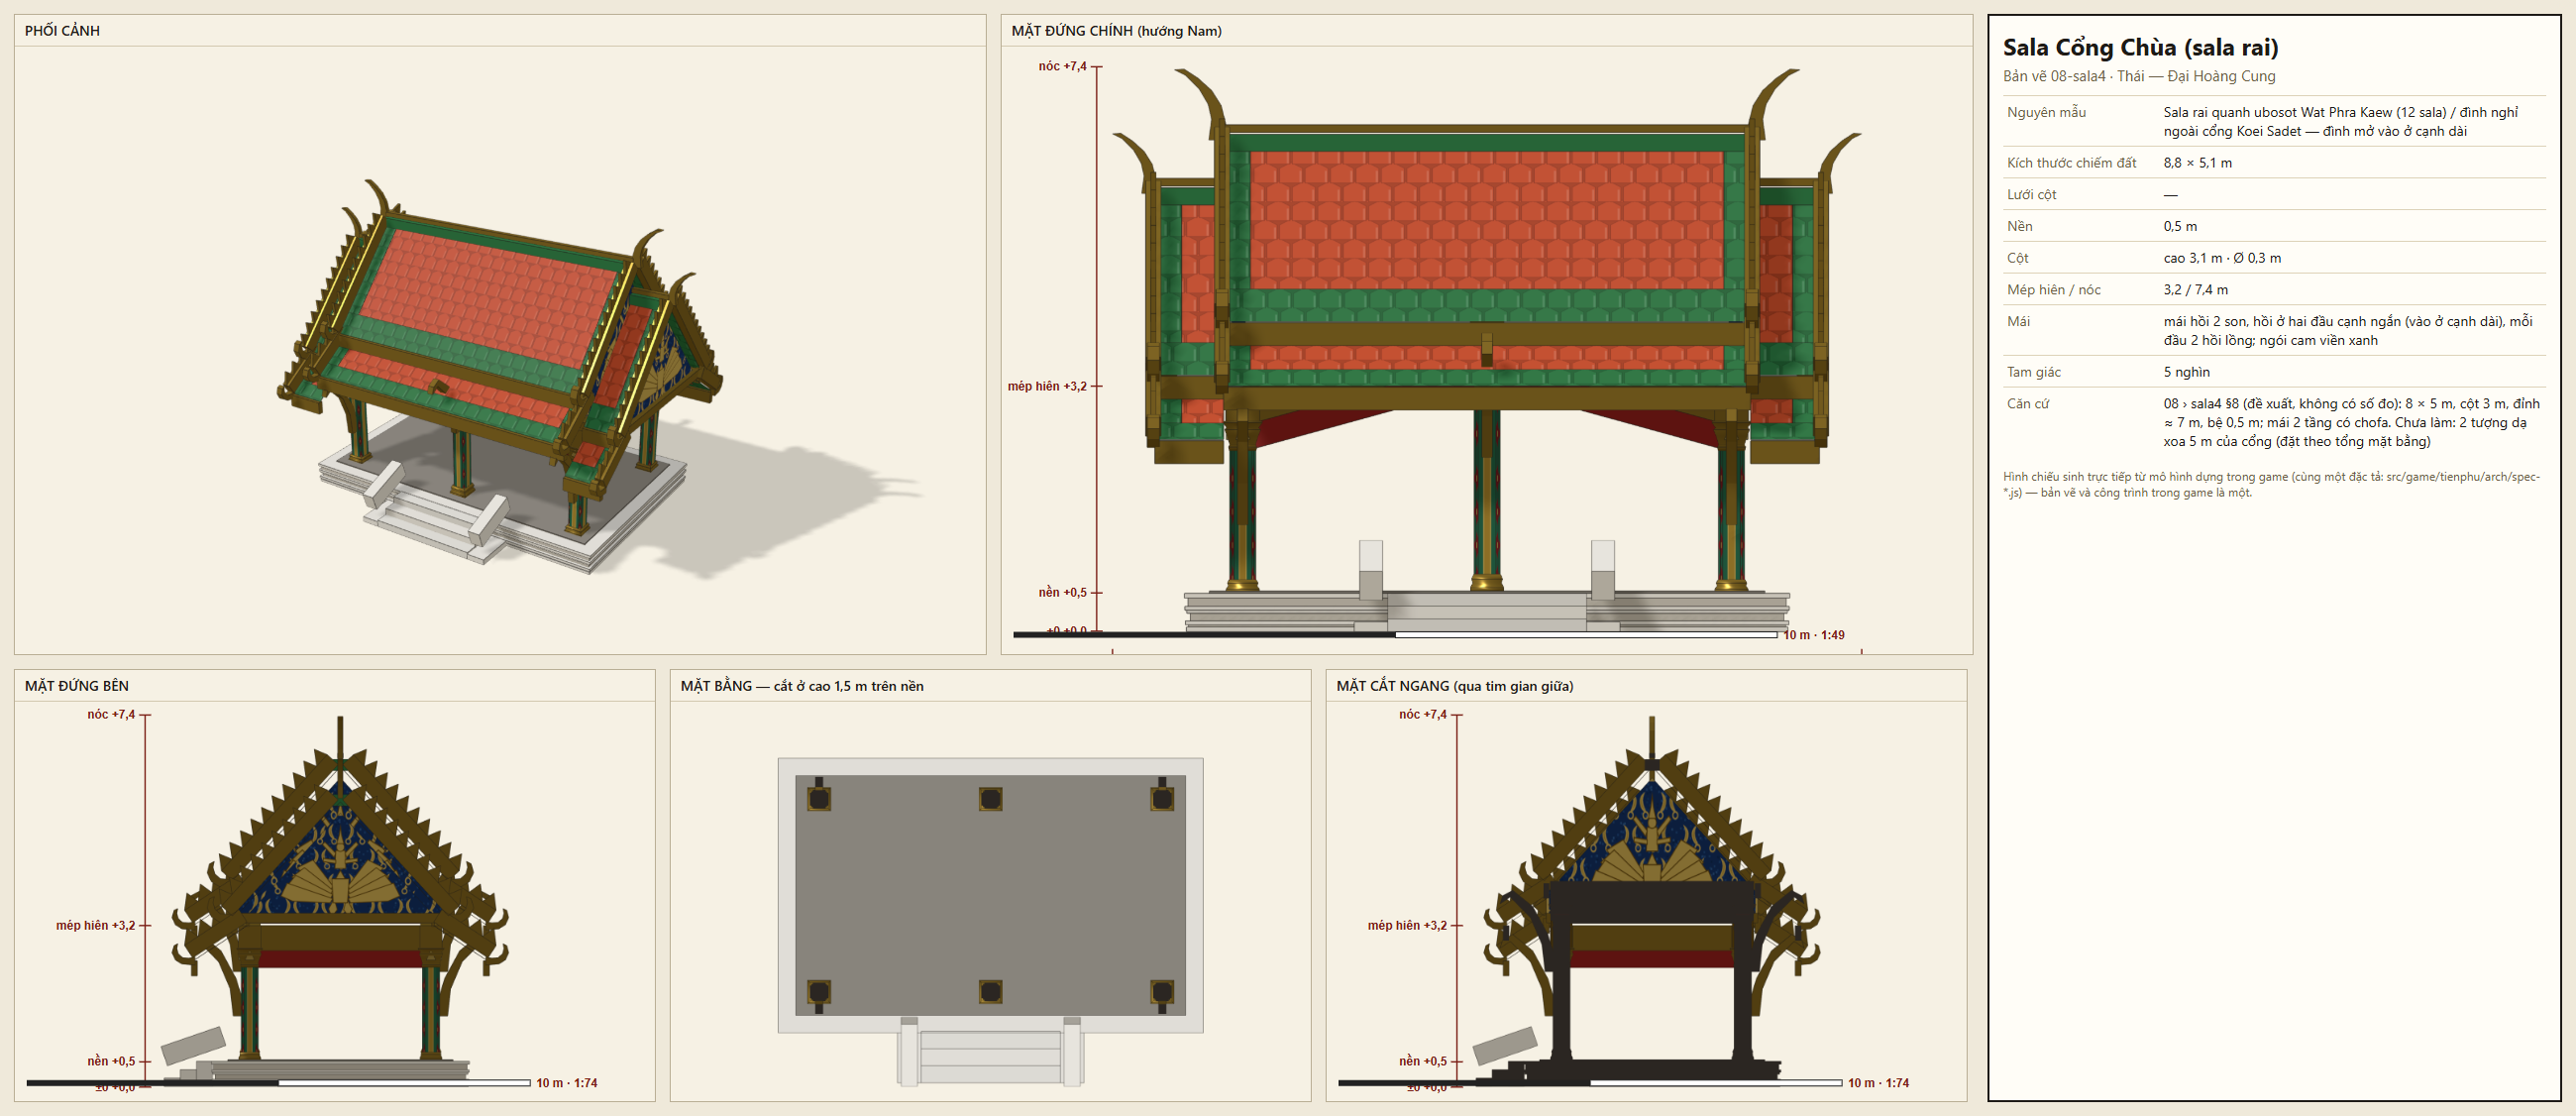 PHỐI CẢNH
MẶT ĐỨNG CHÍNH (hướng Nam)
nóc +7,4
mép hiên +3,2
nền +0,5
±0 +0,0
10 m · 1:49
MẶT ĐỨNG BÊN
nóc +7,4
mép hiên +3,2
nền +0,5
±0 +0,0
10 m · 1:74
MẶT BẰNG — cắt ở cao 1,5 m trên nền
MẶT CẮT NGANG (qua tim gian giữa)
nóc +7,4
mép hiên +3,2
nền +0,5
±0 +0,0
10 m · 1:74
Sala Cổng Chùa (sala rai)
Bản vẽ 08-sala4 · Thái — Đại Hoàng Cung
Nguyên mẫu
Sala rai quanh ubosot Wat Phra Kaew (12 sala) / đình nghỉ
ngoài cổng Koei Sadet — đình mở vào ở cạnh dài
Kích thước chiếm đất
8,8 × 5,1 m
Lưới cột
—
Nền
0,5 m
Cột
cao 3,1 m · Ø 0,3 m
Mép hiên / nóc
3,2 / 7,4 m
Mái
mái hồi 2 son, hồi ở hai đầu cạnh ngắn (vào ở cạnh dài), mỗi
đầu 2 hồi lồng; ngói cam viền xanh
Tam giác
5 nghìn
Căn cứ
08 › sala4 §8 (đề xuất, không có số đo): 8 × 5 m, cột 3 m, đỉnh
≈ 7 m, bệ 0,5 m; mái 2 tầng có chofa. Chưa làm: 2 tượng dạ
xoa 5 m của cổng (đặt theo tổng mặt bằng)
Hình chiếu sinh trực tiếp từ mô hình dựng trong game (cùng một đặc tả: src/game/tienphu/arch/spec-
*.js) — bản vẽ và công trình trong game là một.